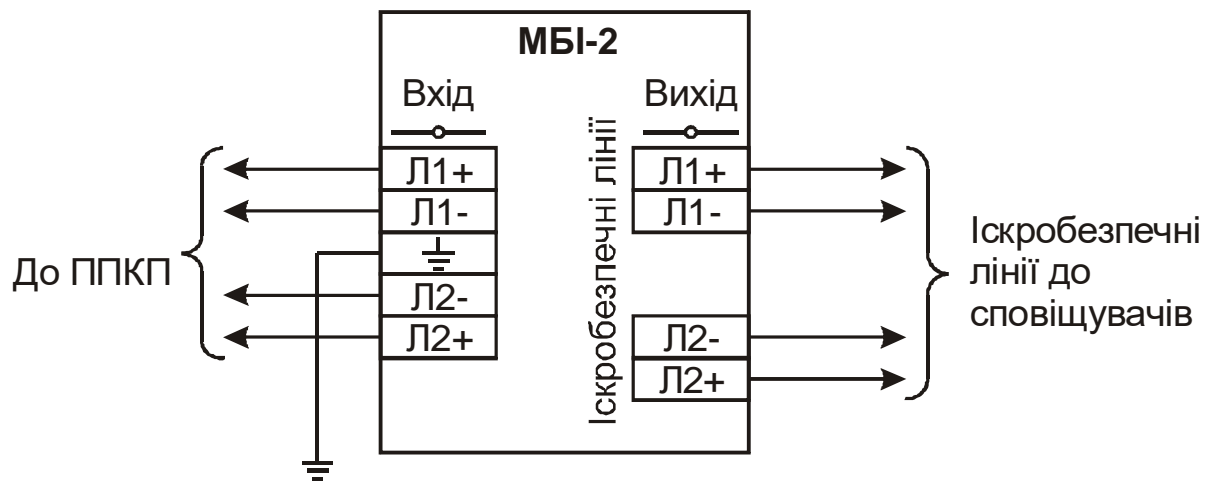 МБІ-2
Вхід
Вихід
Л1+
Л1-
Л2-
Л2+
До ППКП
Іскробезпечні лінії
Л1+
Л1-
Л2-
Л2+
Іскробезпечні
лінії до
сповіщувачів